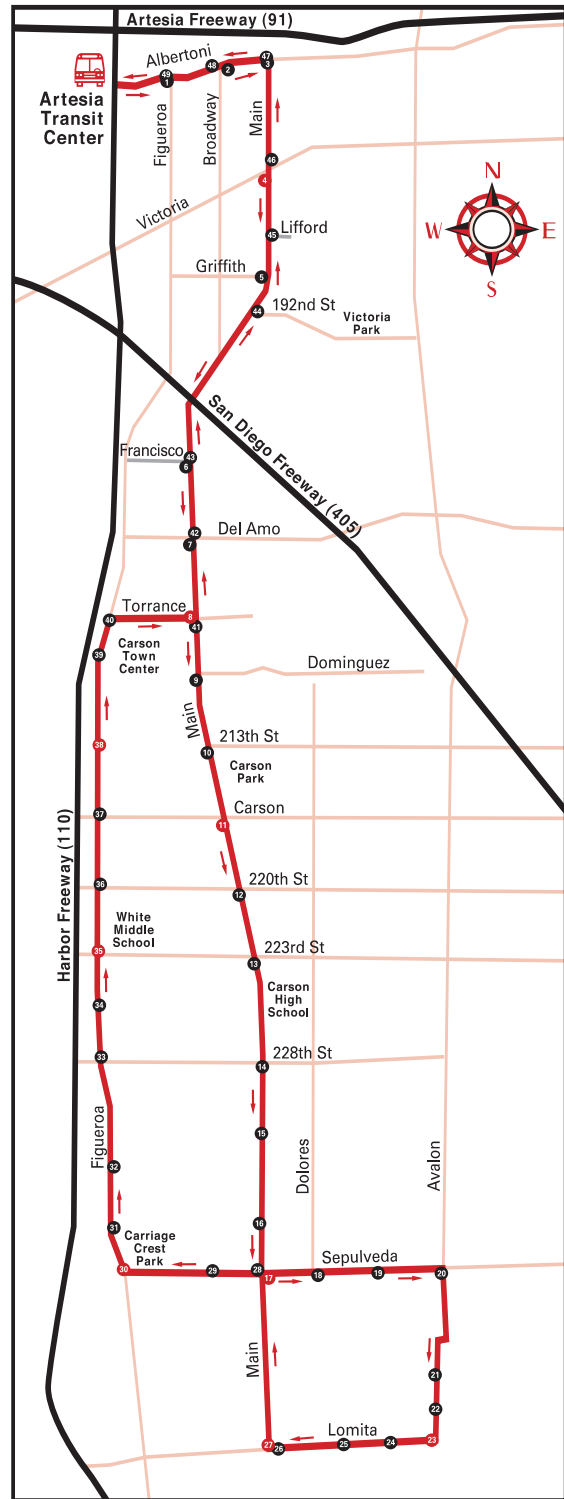 Artesia Freeway (91)
Albertoni
47
3
48
2
49
1
Artesia
Transit
Center
Figueroa
Broadway
Main
46
4
Victoria
N
W
E
S
45
Lifford
Griffith
5
44
192nd St
Victoria
Park
San Diego Freeway (405)
Francisco
43
6
42
7
Del Amo
Torrance
40
8
41
Carson
Town
Center
39
Dominguez
9
Main
38
213th St
10
Carson
Park
37
Carson
11
Harbor Freeway (110)
36
220th St
12
White
Middle
School
35
223rd St
13
Carson
High
School
34
33
228th St
14
Figueroa
15
Dolores
Avalon
32
31
16
Carriage
Crest
Park
30
29
28
17
Sepulveda
18
19
20
Main
21
22
Lomita
27
26
25
24
23